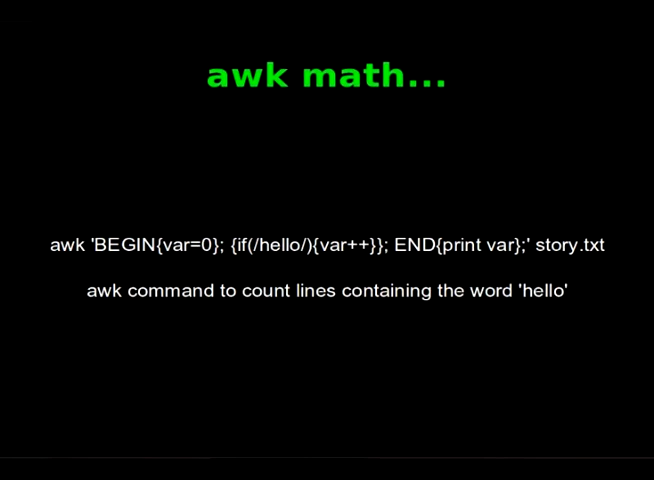 awk math...
awk 'BEGIN{var=0}; {if(/hello/){var++}}; END{print var};' story.txt
awk command to count lines containing the word 'hello'